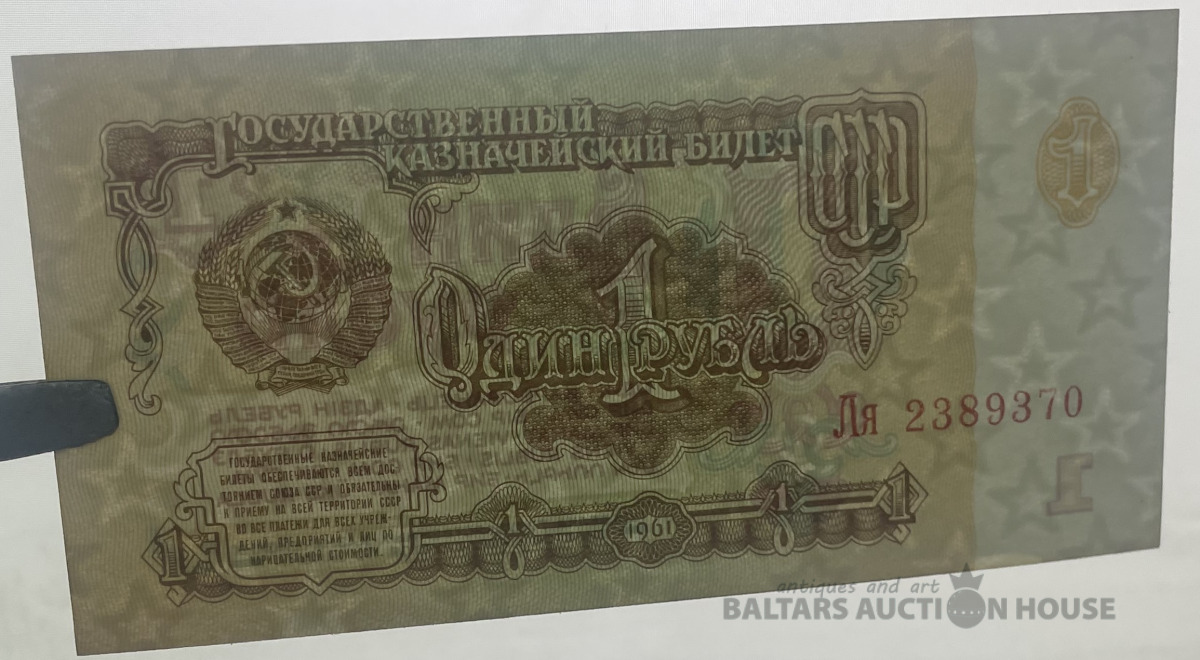 ГОСУДАРСТВЕННЫЙ
КАЗНАЧЕЙСКИЙ БИЛЕТ
СССР
1
1
ОДИН РУБЛЬ
Ля 2389370
ГОСУДАРСТВЕННЫЕ КАЗНАЧЕЙСКИЕ
БИЛЕТЫ ОБЕСПЕЧИВАЮТСЯ ВСЕМ ДОС-
ТОЯНИЕМ СОЮЗА ССР И ОБЯЗАТЕЛЬНЫ
К ПРИЕМУ НА ВСЕЙ ТЕРРИТОРИИ СССР
ВО ВСЕ ПЛАТЕЖИ ДЛЯ ВСЕХ УЧРЕЖ-
ДЕНИЙ, ПРЕДПРИЯТИЙ И ЛИЦ ПО
НАРИЦАТЕЛЬНОЙ СТОИМОСТИ.
1 1 1961 1 1
antiques and art
BALTARS AUCTION HOUSE